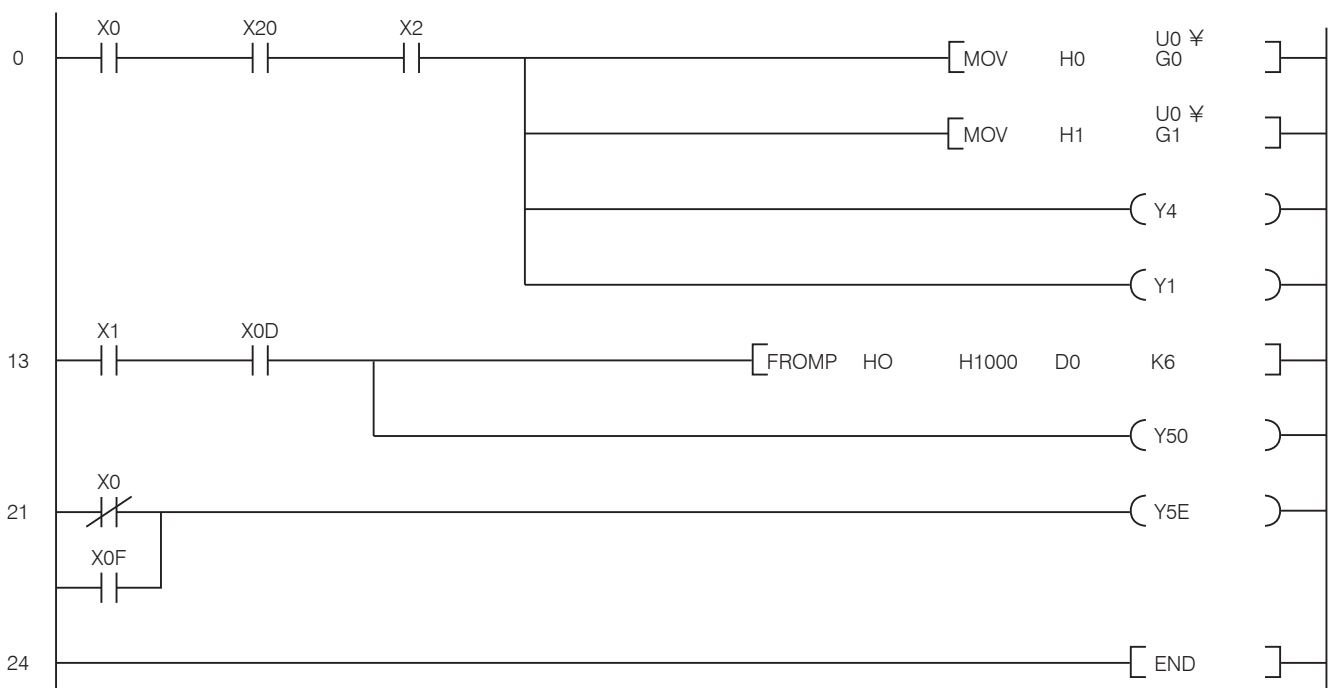 X0 X20 X2
U0 ¥
0 MOV H0 G0
U0 ¥
MOV H1 G1
Y4
Y1
X1 X0D
13 FROMP HO H1000 D0 K6
Y50
X0
21 Y5E
X0F
24 END